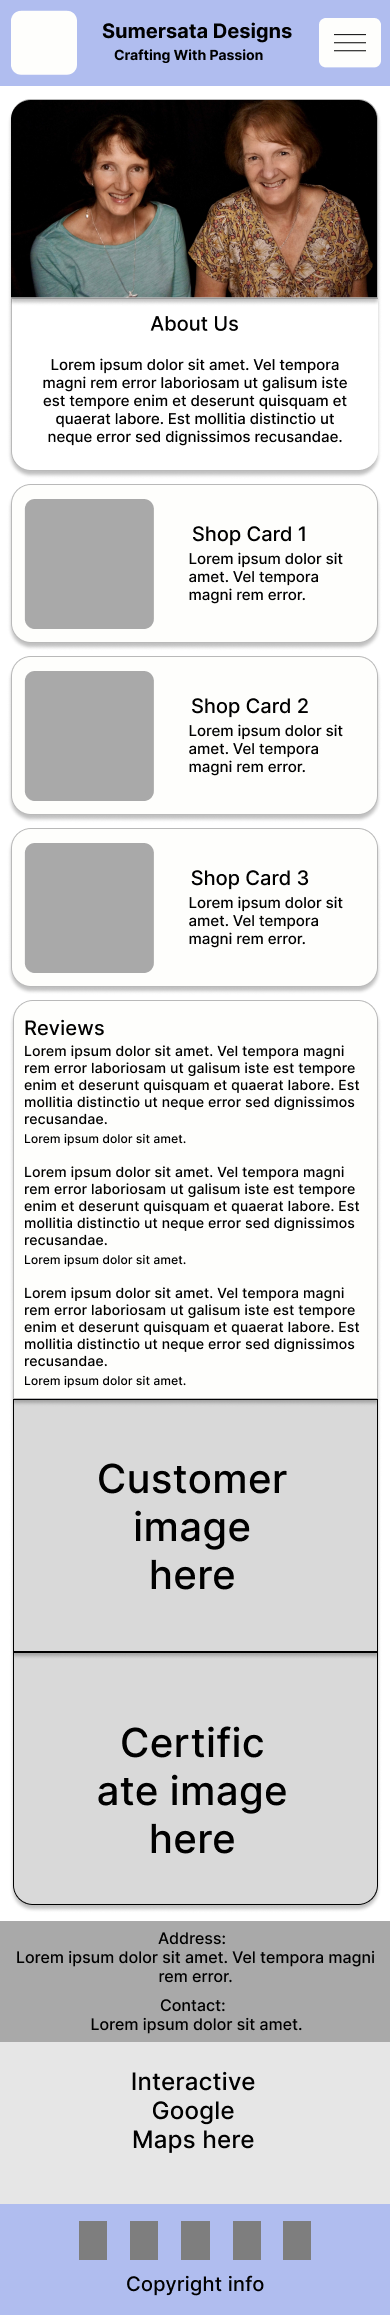 Sumersata Designs
Crafting With Passion
About Us
Lorem ipsum dolor sit amet. Vel tempora
magni rem error laboriosam ut galisum iste
est tempore enim et deserunt quisquam et
quaerat labore. Est mollitia distinctio ut
neque error sed dignissimos recusandae.
Shop Card 1
Lorem ipsum dolor sit
amet. Vel tempora
magni rem error.
Shop Card 2
Lorem ipsum dolor sit
amet. Vel tempora
magni rem error.
Shop Card 3
Lorem ipsum dolor sit
amet. Vel tempora
magni rem error.
Reviews
Lorem ipsum dolor sit amet. Vel tempora magni
rem error laboriosam ut galisum iste est tempore
enim et deserunt quisquam et quaerat labore. Est
mollitia distinctio ut neque error sed dignissimos
recusandae.
Lorem ipsum dolor sit amet.
Lorem ipsum dolor sit amet. Vel tempora magni
rem error laboriosam ut galisum iste est tempore
enim et deserunt quisquam et quaerat labore. Est
mollitia distinctio ut neque error sed dignissimos
recusandae.
Lorem ipsum dolor sit amet.
Lorem ipsum dolor sit amet. Vel tempora magni
rem error laboriosam ut galisum iste est tempore
enim et deserunt quisquam et quaerat labore. Est
mollitia distinctio ut neque error sed dignissimos
recusandae.
Lorem ipsum dolor sit amet.
Customer
image
here
Certific
ate image
here
Address:
Lorem ipsum dolor sit amet. Vel tempora magni
rem error.
Contact:
Lorem ipsum dolor sit amet.
Interactive
Google
Maps here
Copyright info